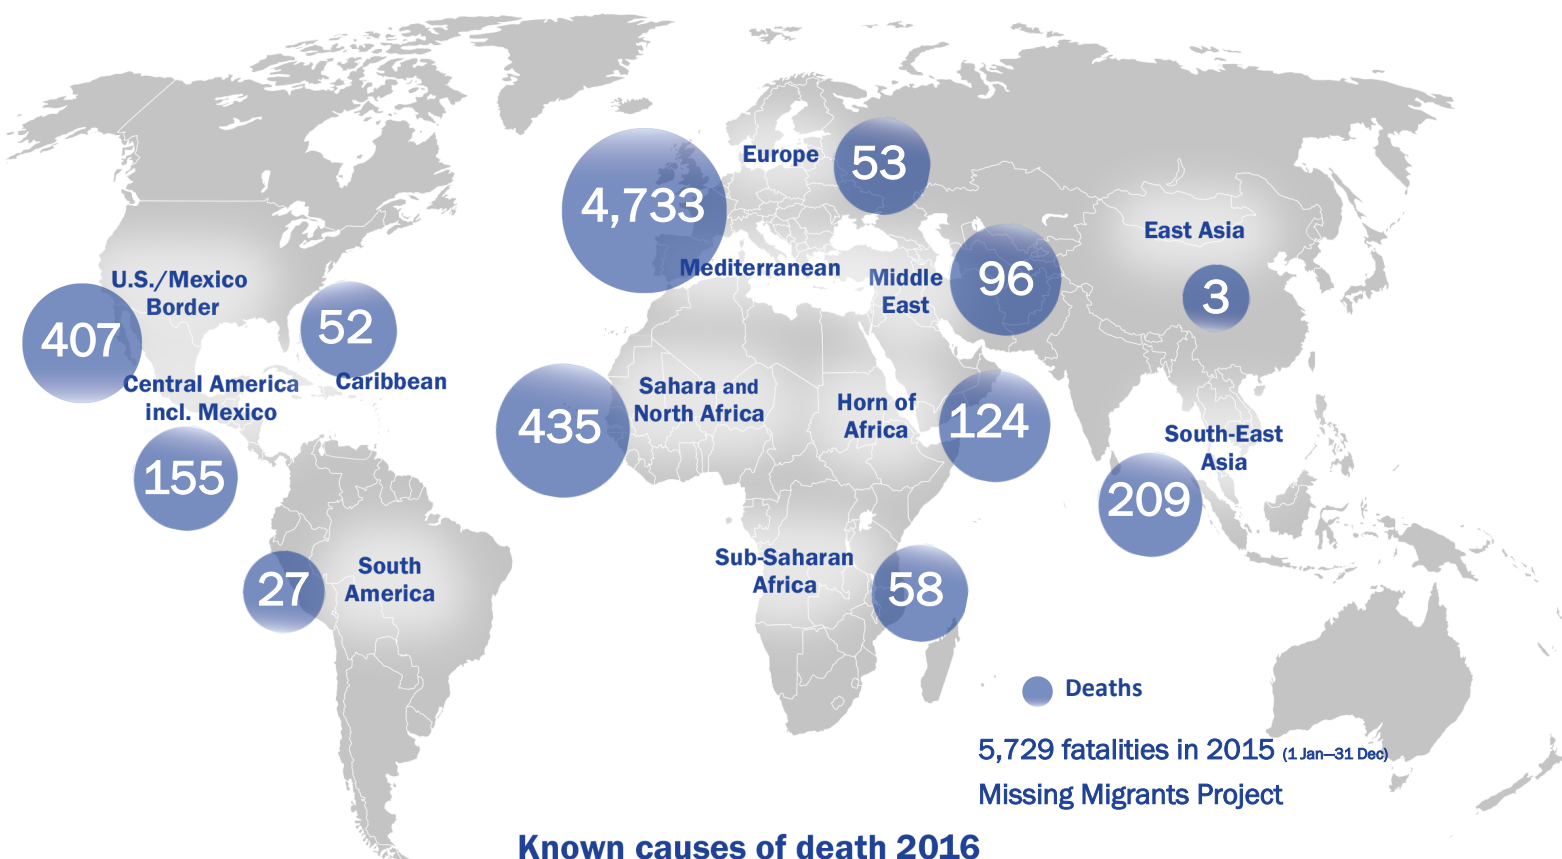 Europe
53
4,733
East Asia
Mediterranean
Middle
East
96
3
U.S./Mexico
Border
407
52
Central America
incl. Mexico
Caribbean
155
Sahara and
North Africa
435
Horn of
Africa
124
South-East
Asia
209
South
America
27
Sub-Saharan
Africa
58
Deaths
5,729 fatalities in 2015 (1 Jan—31 Dec)
Missing Migrants Project
Known causes of death 2016